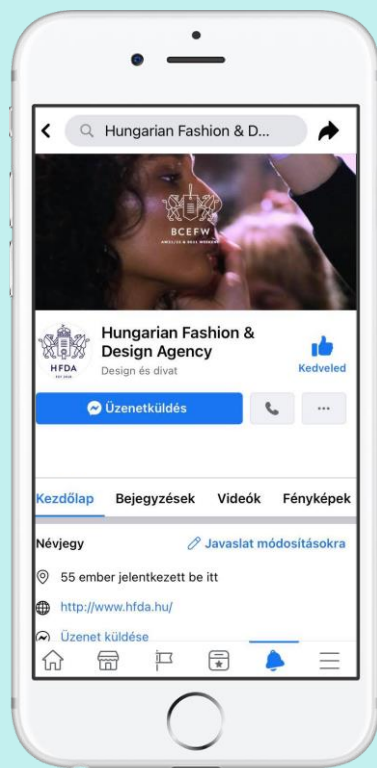 Hungarian Fashion & D...
BCEFW
HFDA
Hungarian Fashion &
Design Agency
Design és divat
Kedveled
Üzenetküldés
Kezdőlap Bejegyzések Videók Fényképek
Névjegy Javaslat módosításokra
55 ember jelentkezett be itt
http://www.hfda.hu/
Üzenet küldése